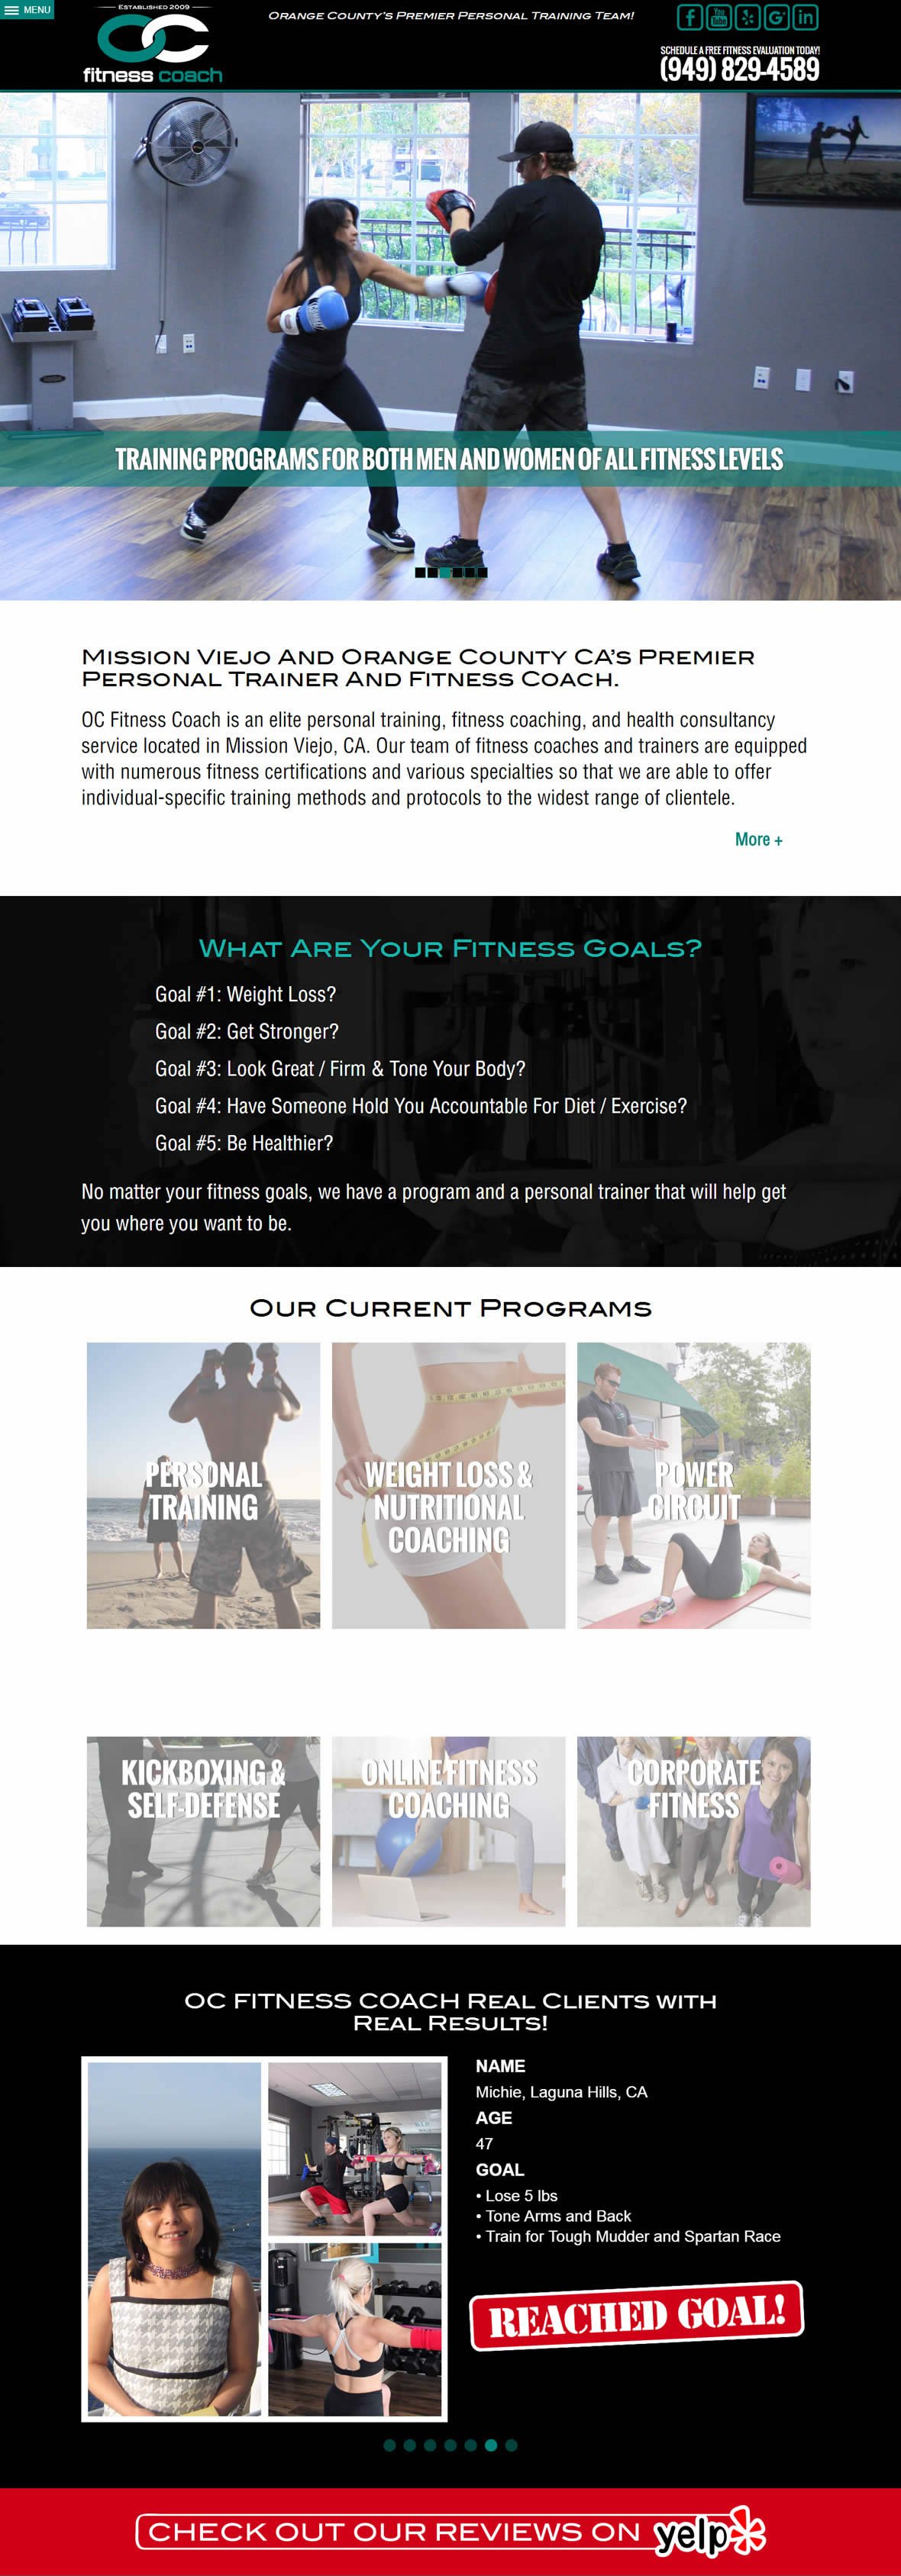 MENU
ESTABLISHED 2009
OC
fitness coach
ORANGE COUNTY'S PREMIER PERSONAL TRAINING TEAM!
f You Tube G+ in
SCHEDULE A FREE FITNESS EVALUATION TODAY!
(949) 829-4589
TRAINING PROGRAMS FOR BOTH MEN AND WOMEN OF ALL FITNESS LEVELS
MISSION VIEJO AND ORANGE COUNTY CA'S PREMIER
PERSONAL TRAINER AND FITNESS COACH.
OC Fitness Coach is an elite personal training, fitness coaching, and health consultancy
service located in Mission Viejo, CA. Our team of fitness coaches and trainers are equipped
with numerous fitness certifications and various specialties so that we are able to offer
individual-specific training methods and protocols to the widest range of clientele.
More +
WHAT ARE YOUR FITNESS GOALS?
Goal #1: Weight Loss?
Goal #2: Get Stronger?
Goal #3: Look Great / Firm & Tone Your Body?
Goal #4: Have Someone Hold You Accountable For Diet / Exercise?
Goal #5: Be Healthier?
No matter your fitness goals, we have a program and a personal trainer that will help get
you where you want to be.
OUR CURRENT PROGRAMS
PERSONAL
TRAINING
WEIGHT LOSS &
NUTRITIONAL
COACHING
POWER
CIRCUIT
KICKBOXING &
SELF-DEFENSE
ONLINE FITNESS
COACHING
CORPORATE
FITNESS
OC FITNESS COACH REAL CLIENTS WITH
REAL RESULTS!
NAME
Michie, Laguna Hills, CA
AGE
47
GOAL
• Lose 5 lbs
• Tone Arms and Back
• Train for Tough Mudder and Spartan Race
REACHED GOAL!
CHECK OUT OUR REVIEWS ON yelp